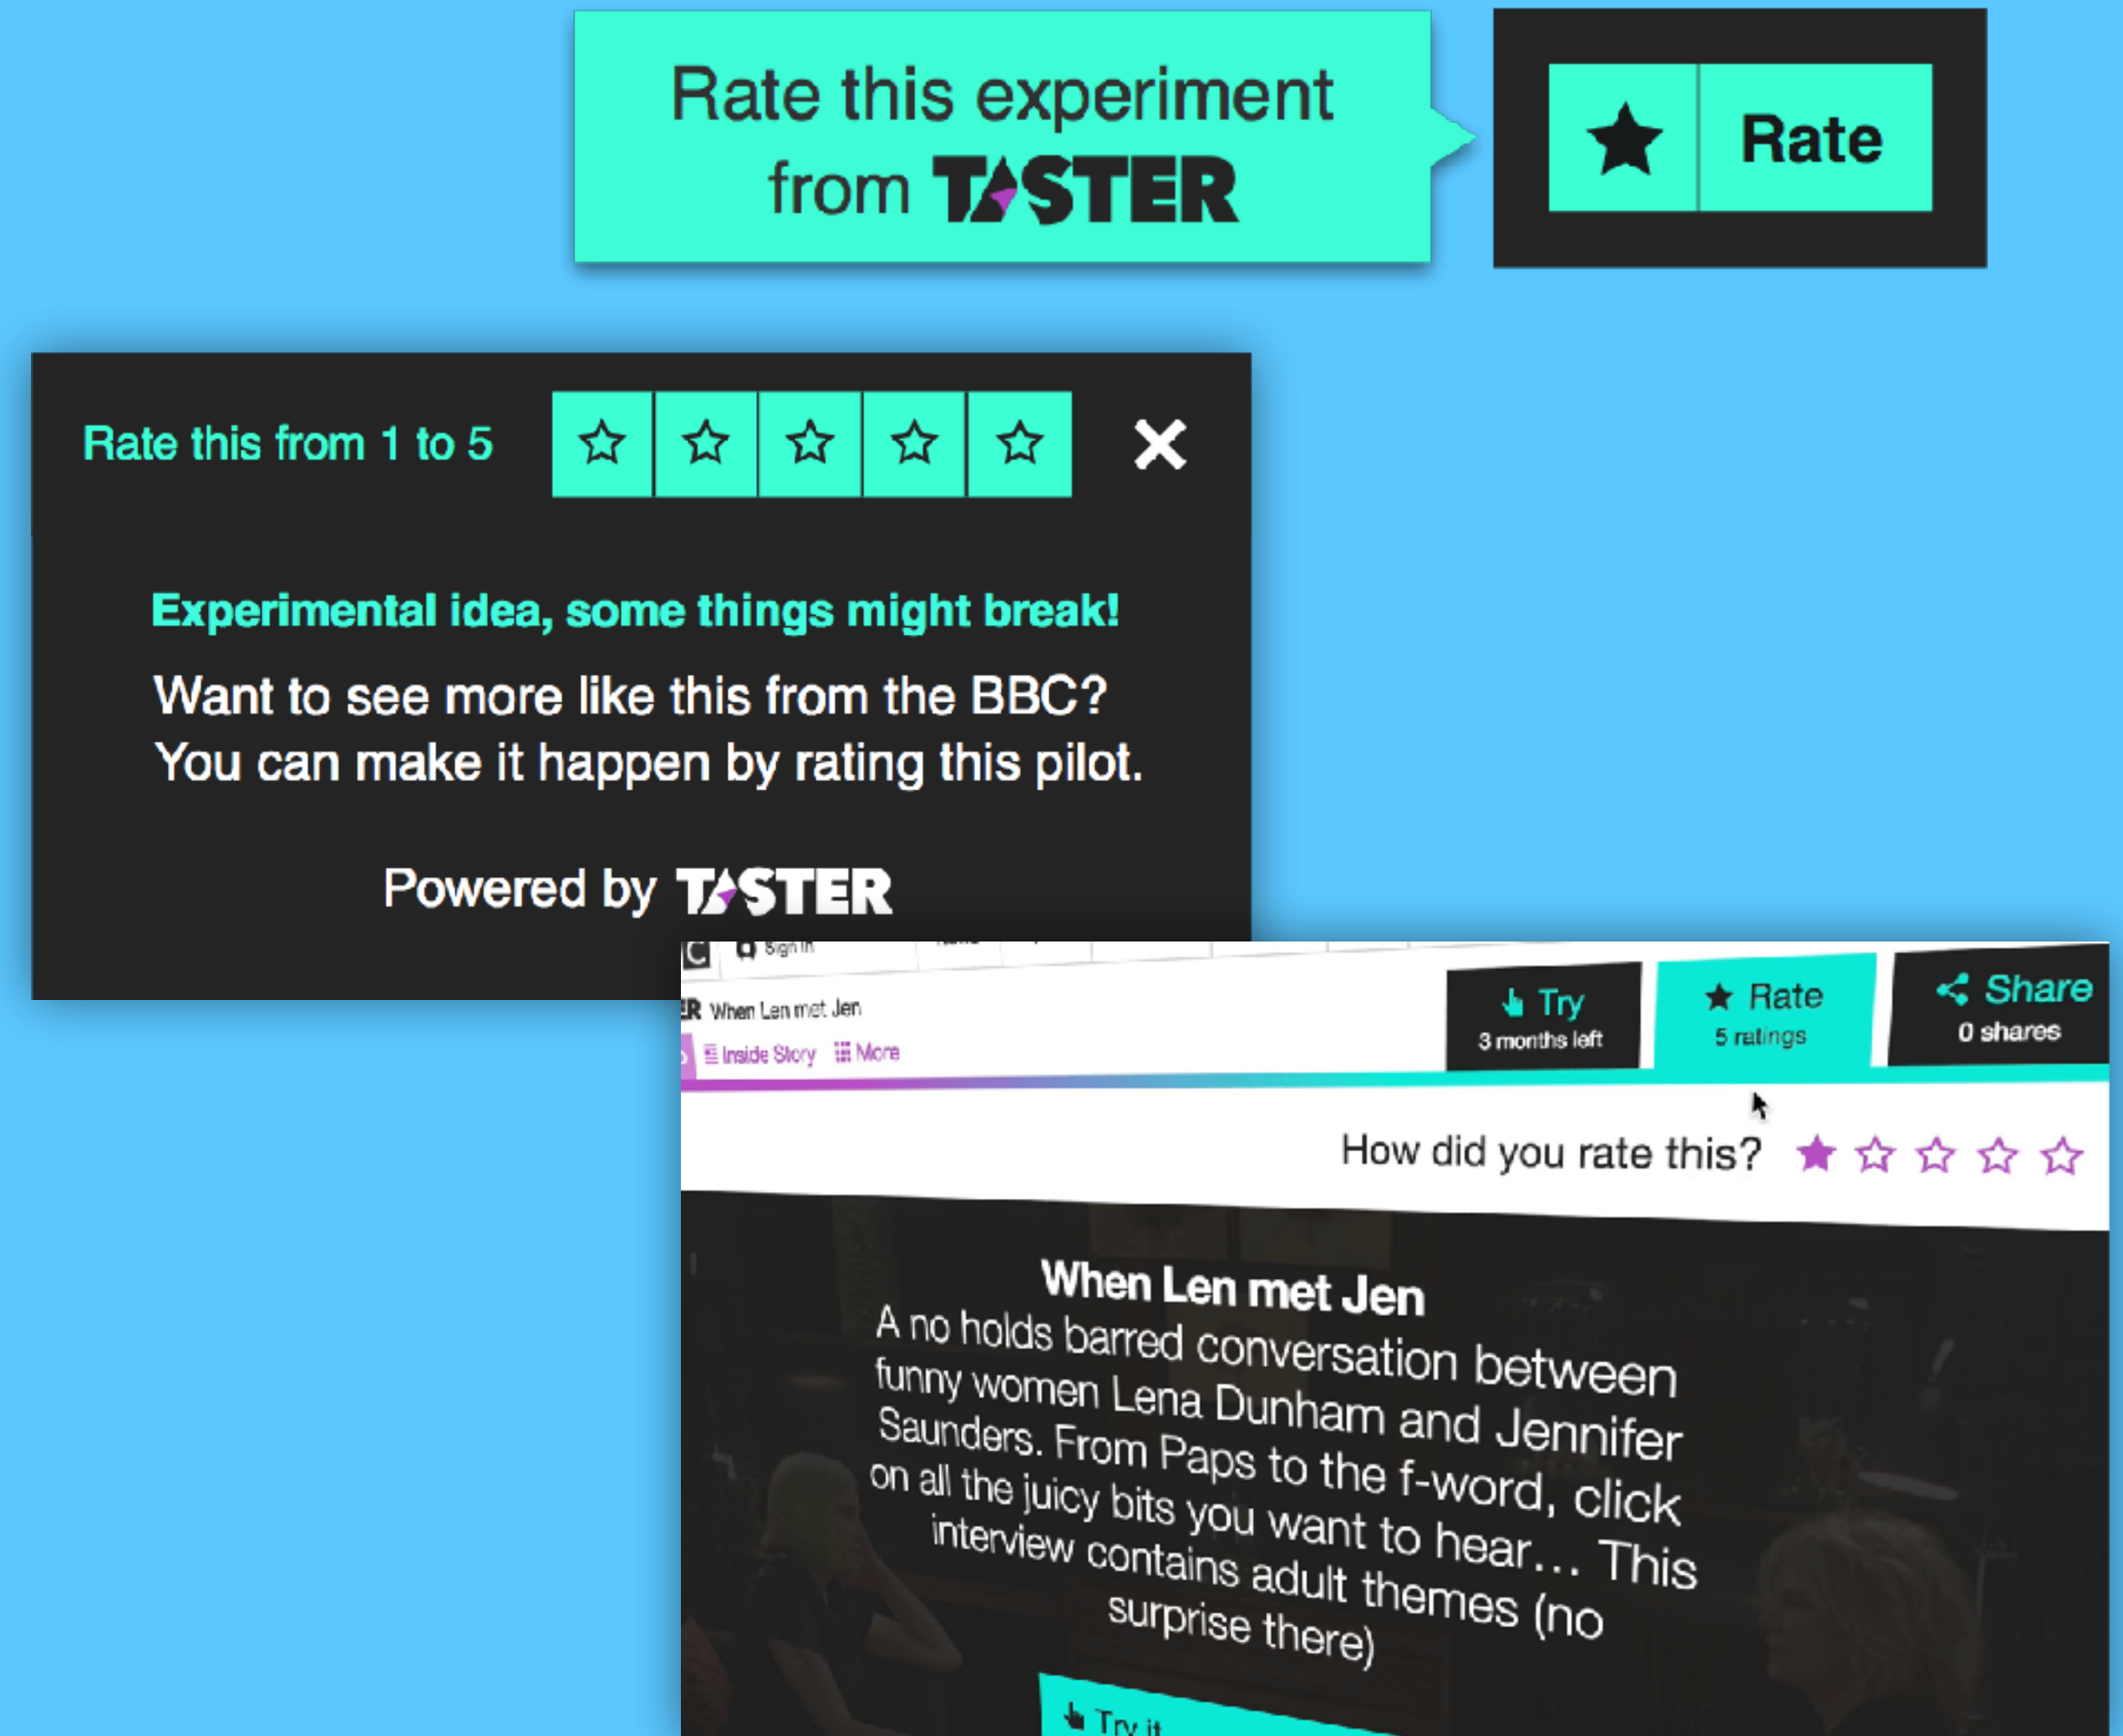 Rate this experiment
from TASTER
Rate
Rate this from 1 to 5
Experimental idea, some things might break!
Want to see more like this from the BBC?
You can make it happen by rating this pilot.
Powered by TASTER
C Sign in
ER When Len met Jen
Inside Story More
Try
3 months left
Rate
5 ratings
Share
0 shares
How did you rate this?
When Len met Jen
A no holds barred conversation between
funny women Lena Dunham and Jennifer
Saunders. From Paps to the f-word, click
on all the juicy bits you want to hear... This
interview contains adult themes (no
surprise there)
Try it